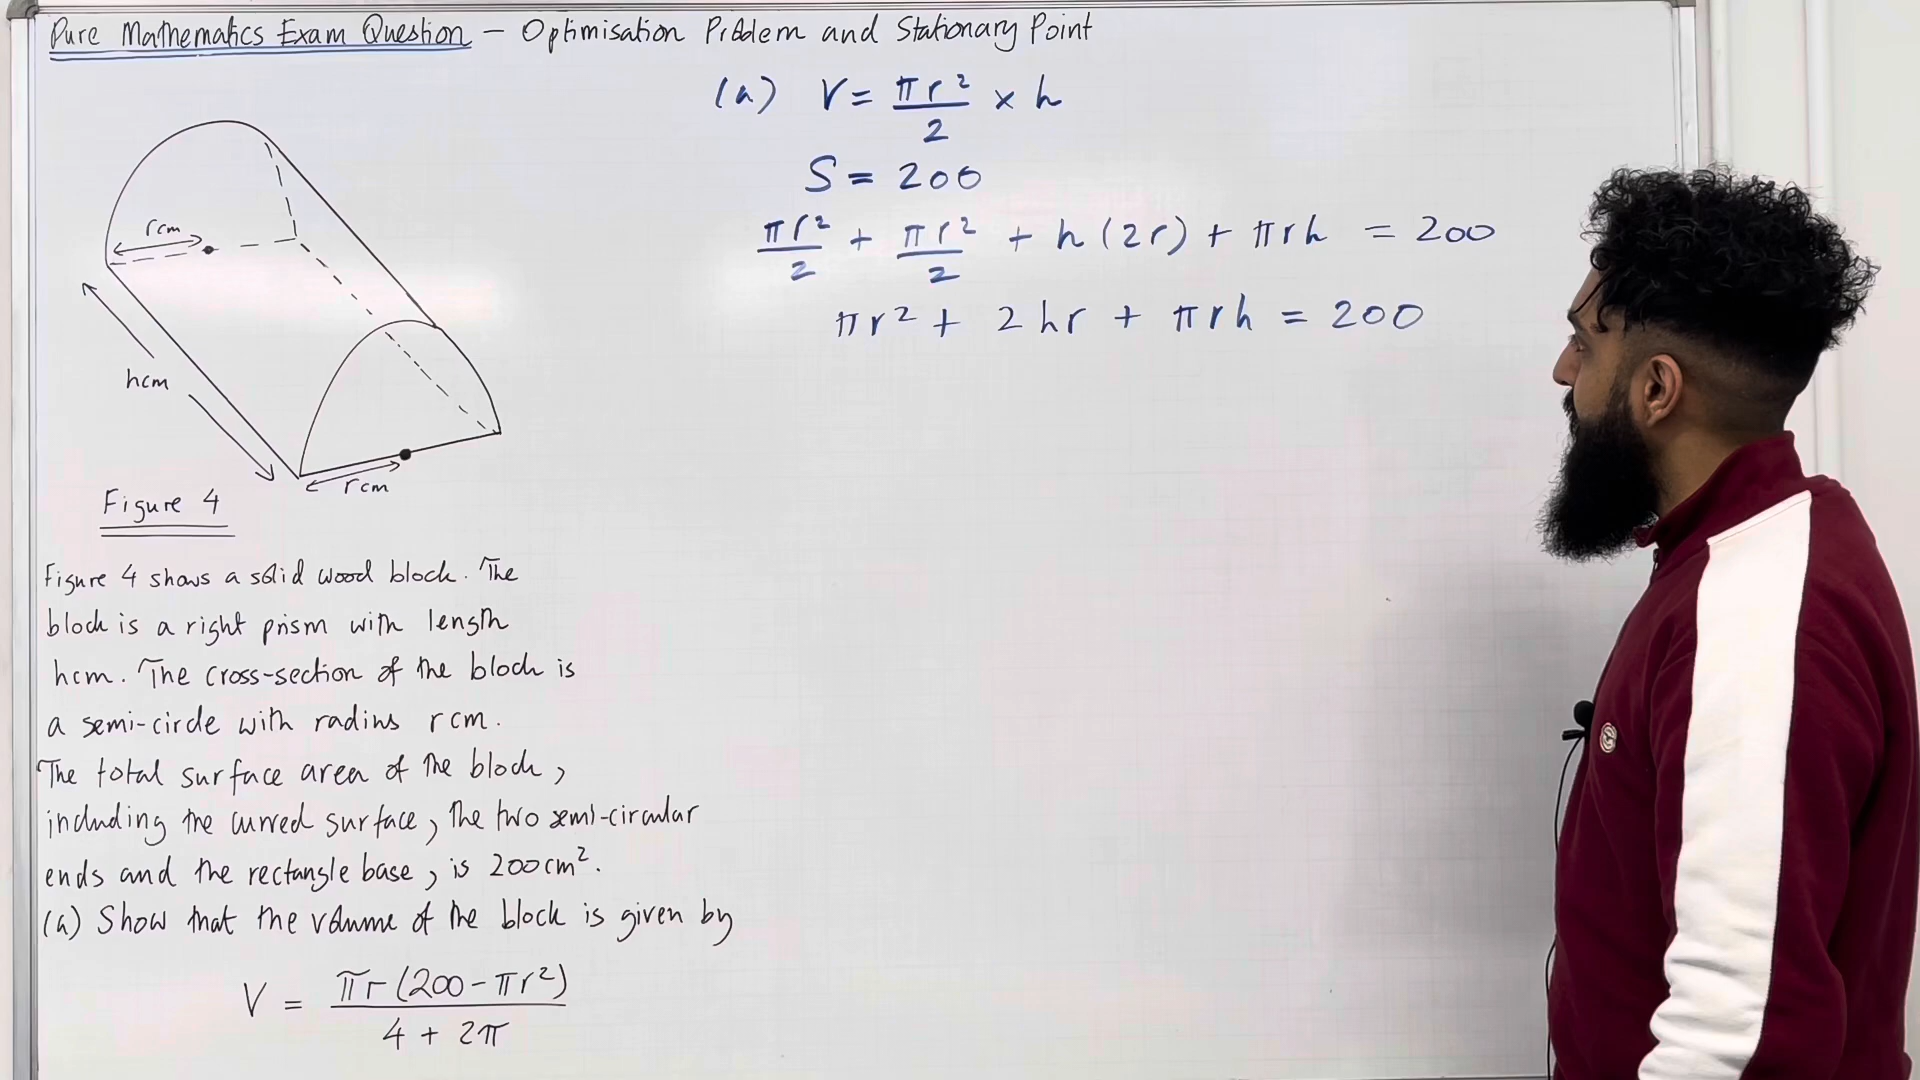 Pure Mathematics Exam Question – Optimisation Problem and Stationary Point
r cm
h cm
r cm
Figure 4
Figure 4 shows a solid wood block. The
block is a right prism with length
h cm. The cross-section of the block is
a semi-circle with radius r cm.
The total surface area of the block,
including the curved surface, the two semi-circular
ends and the rectangle base, is 200cm².
(a) Show that the volume of the block is given by
V = πr(200 - πr²) / 4 + 2π
(a) V = πr²/2 × h
S = 200
πr²/2 + πr²/2 + h(2r) + πrh = 200
πr² + 2hr + πrh = 200